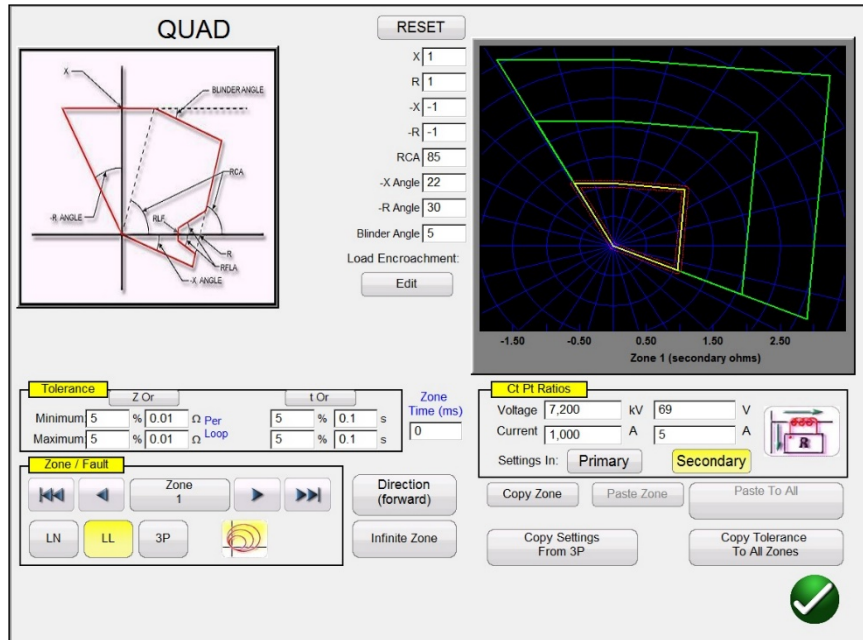 QUAD
RESET
X
BLINDER ANGLE
RCA
-R ANGLE
RLF
R
RFLA
-X ANGLE
X 1
R 1
-X -1
-R -1
RCA 85
-X Angle 22
-R Angle 30
Blinder Angle 5
Load Encroachment:
Edit
-1.50 -0.50 0.50 1.50 2.50
Zone 1 (secondary ohms)
Tolerance
Z Or t Or
Minimum 5 % 0.01 Ω Per 5 % 0.1 s
Maximum 5 % 0.01 Ω Loop 5 % 0.1 s
Zone
Time (ms)
0
Ct Pt Ratios
Voltage 7,200 kV 69 V
Current 1,000 A 5 A
Settings In: Primary Secondary
R
Zone / Fault
Zone
1
LN LL 3P
Direction
(forward)
Infinite Zone
Copy Zone Paste Zone Paste To All
Copy Settings
From 3P
Copy Tolerance
To All Zones